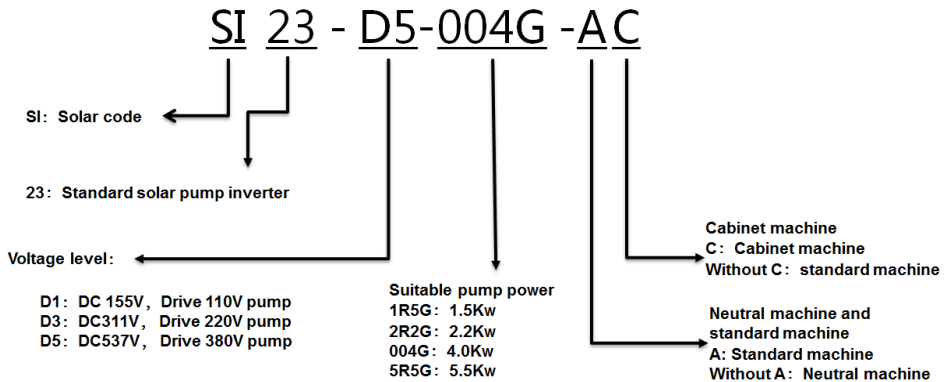 SI 23 - D5-004G -AC
SI： Solar code
23： Standard solar pump inverter
Voltage level：
D1： DC 155V， Drive 110V pump
D3： DC311V， Drive 220V pump
D5： DC537V， Drive 380V pump
Suitable pump power
1R5G： 1.5Kw
2R2G： 2.2Kw
004G： 4.0Kw
5R5G： 5.5Kw
Cabinet machine
C： Cabinet machine
Without C： standard machine
Neutral machine and
standard machine
A: Standard machine
Without A： Neutral machine